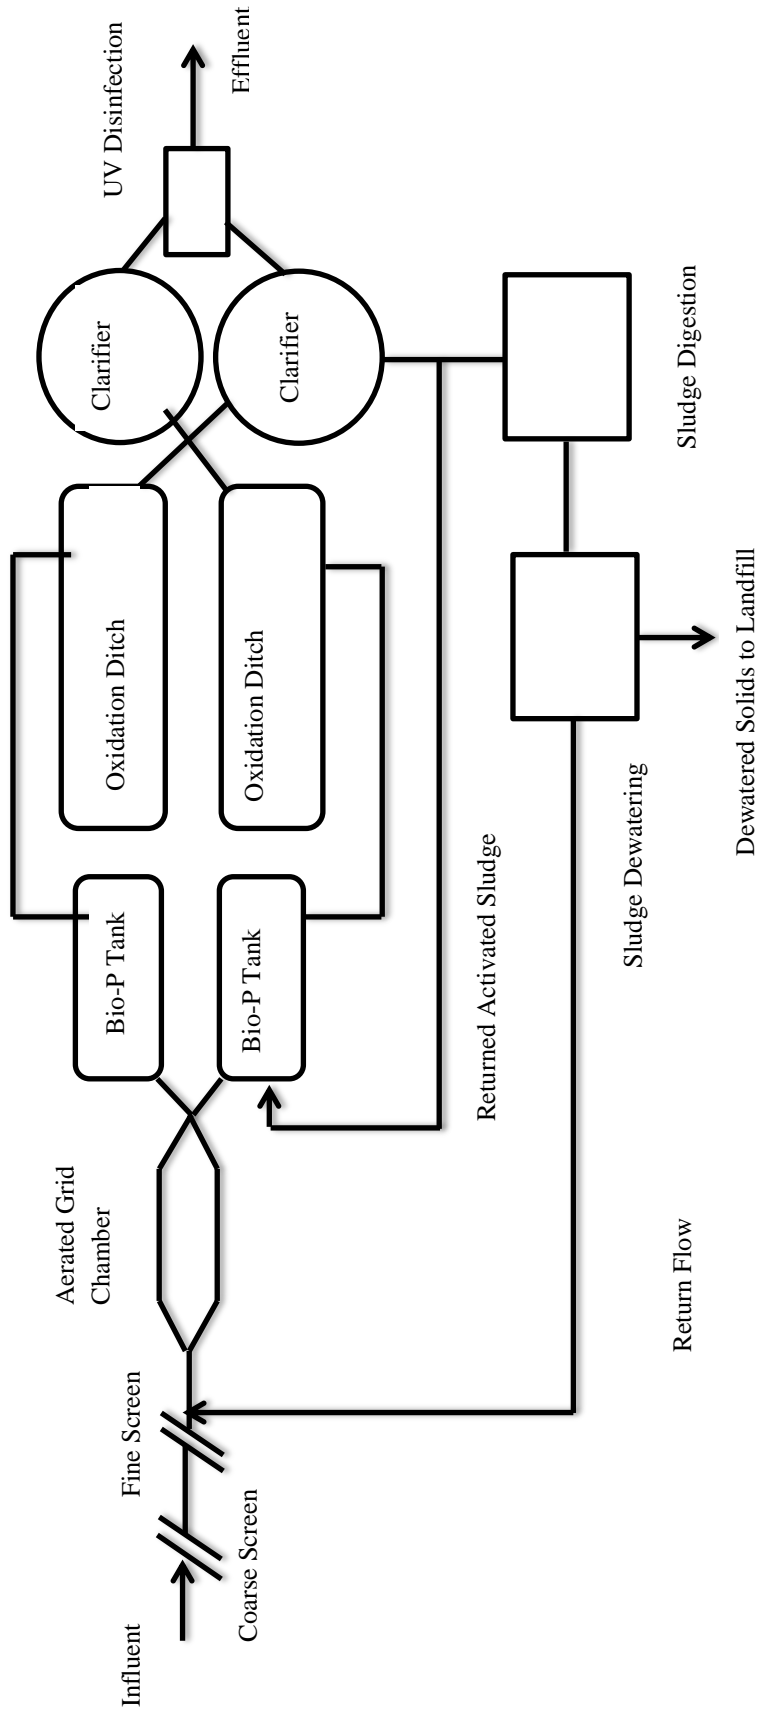 Influent
Coarse Screen
Fine Screen
Aerated Grid
Chamber
Bio-P Tank
Bio-P Tank
Oxidation Ditch
Oxidation Ditch
Clarifier
Clarifier
UV Disinfection
Effluent
Returned Activated Sludge
Sludge Digestion
Sludge Dewatering
Dewatered Solids to Landfill
Return Flow